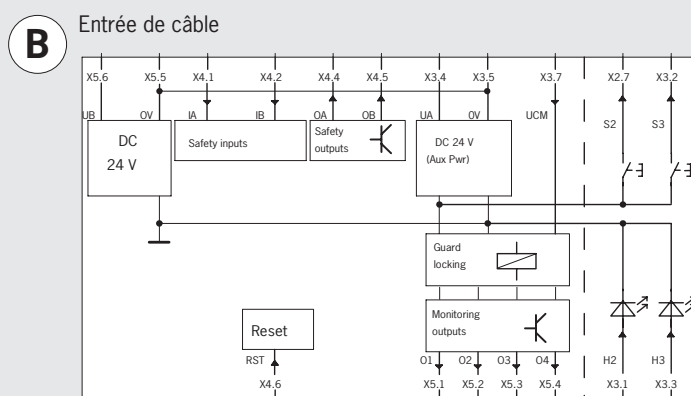 B
Entrée de câble
X5.6 X5.5 X4.1 X4.2 X4.4 X4.5 X3.4 X3.5 X3.7 X2.7 X3.2
UB 0V IA IB OA OB UA 0V UCM S2 S3
DC
24 V
Safety inputs
Safety
outputs
DC 24 V
(Aux Pwr)
Guard
locking
Monitoring
outputs
Reset
RST O1 O2 O3 O4 H2 H3
X4.6 X5.1 X5.2 X5.3 X5.4 X3.1 X3.3